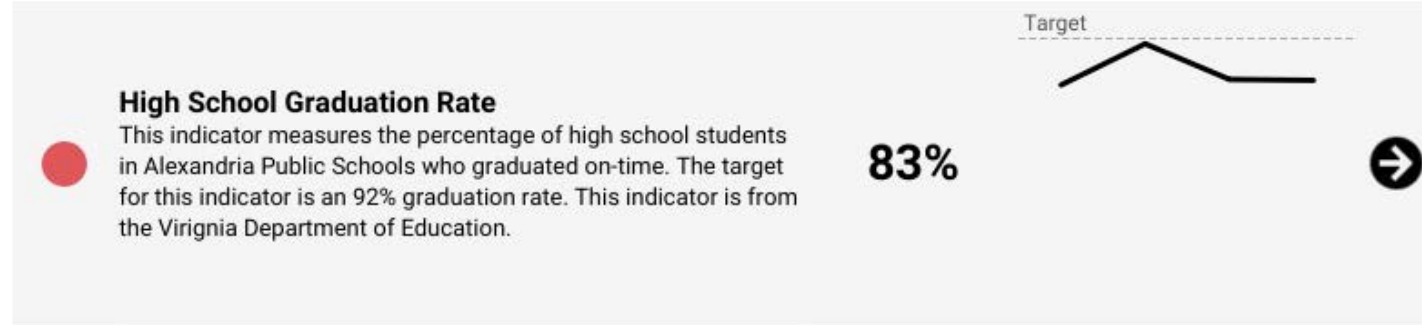 Target
High School Graduation Rate
This indicator measures the percentage of high school students
in Alexandria Public Schools who graduated on-time. The target
for this indicator is an 92% graduation rate. This indicator is from
the Virignia Department of Education.
83%